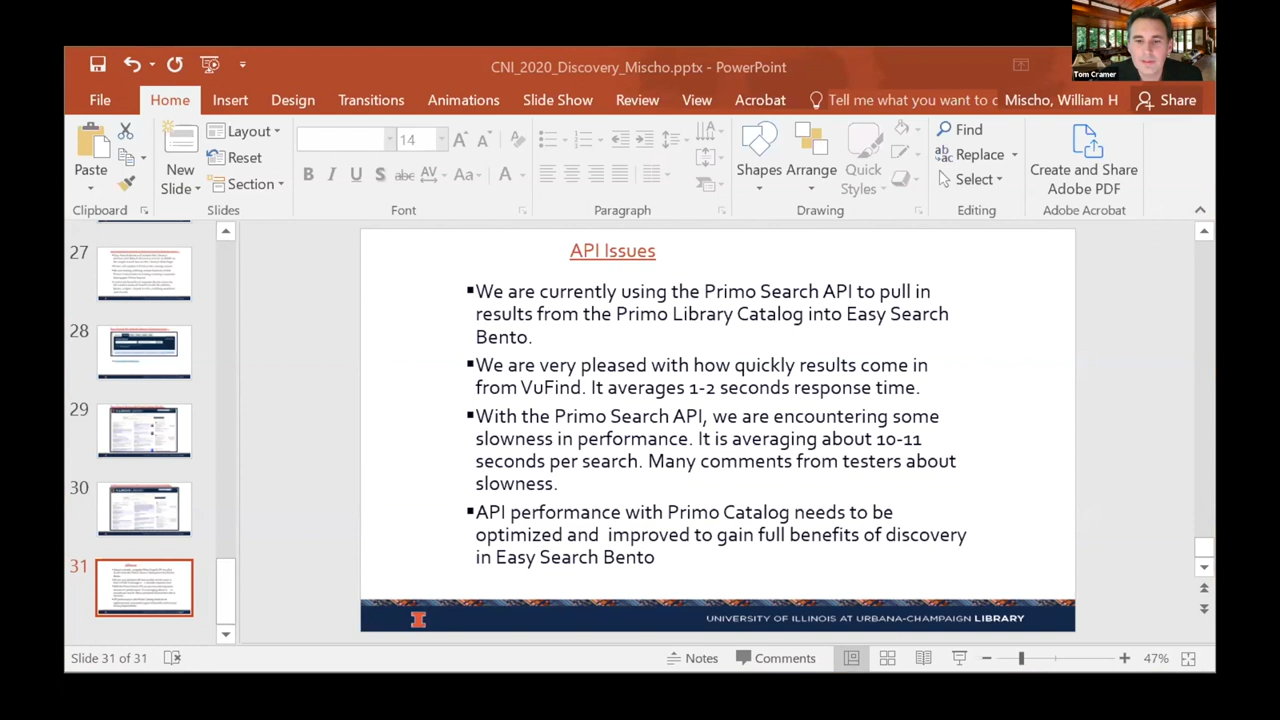 Tom Cramer
CNI_2020_Discovery_Mischo.pptx - PowerPoint
File Home Insert Design Transitions Animations Slide Show Review View Acrobat Tell me what you want to c Mischo, William H Share
Paste
Clipboard
New
Slide
Layout
Reset
Section
Slides
14
B I U S abc AV Aa A
Font
Paragraph
Shapes Arrange Quick
Styles
Drawing
Find
Replace
Select
Editing
Create and Share
Adobe PDF
Adobe Acrobat
27
28
29
30
31
API Issues
We are currently using the Primo Search API to pull in
results from the Primo Library Catalog into Easy Search
Bento.
We are very pleased with how quickly results come in
from VuFind. It averages 1-2 seconds response time.
With the Primo Search API, we are encountering some
slowness in performance. It is averaging about 10-11
seconds per search. Many comments from testers about
slowness.
API performance with Primo Catalog needs to be
optimized and  improved to gain full benefits of discovery
in Easy Search Bento
I
UNIVERSITY OF ILLINOIS AT URBANA-CHAMPAIGN LIBRARY
Slide 31 of 31
Notes
Comments
47%